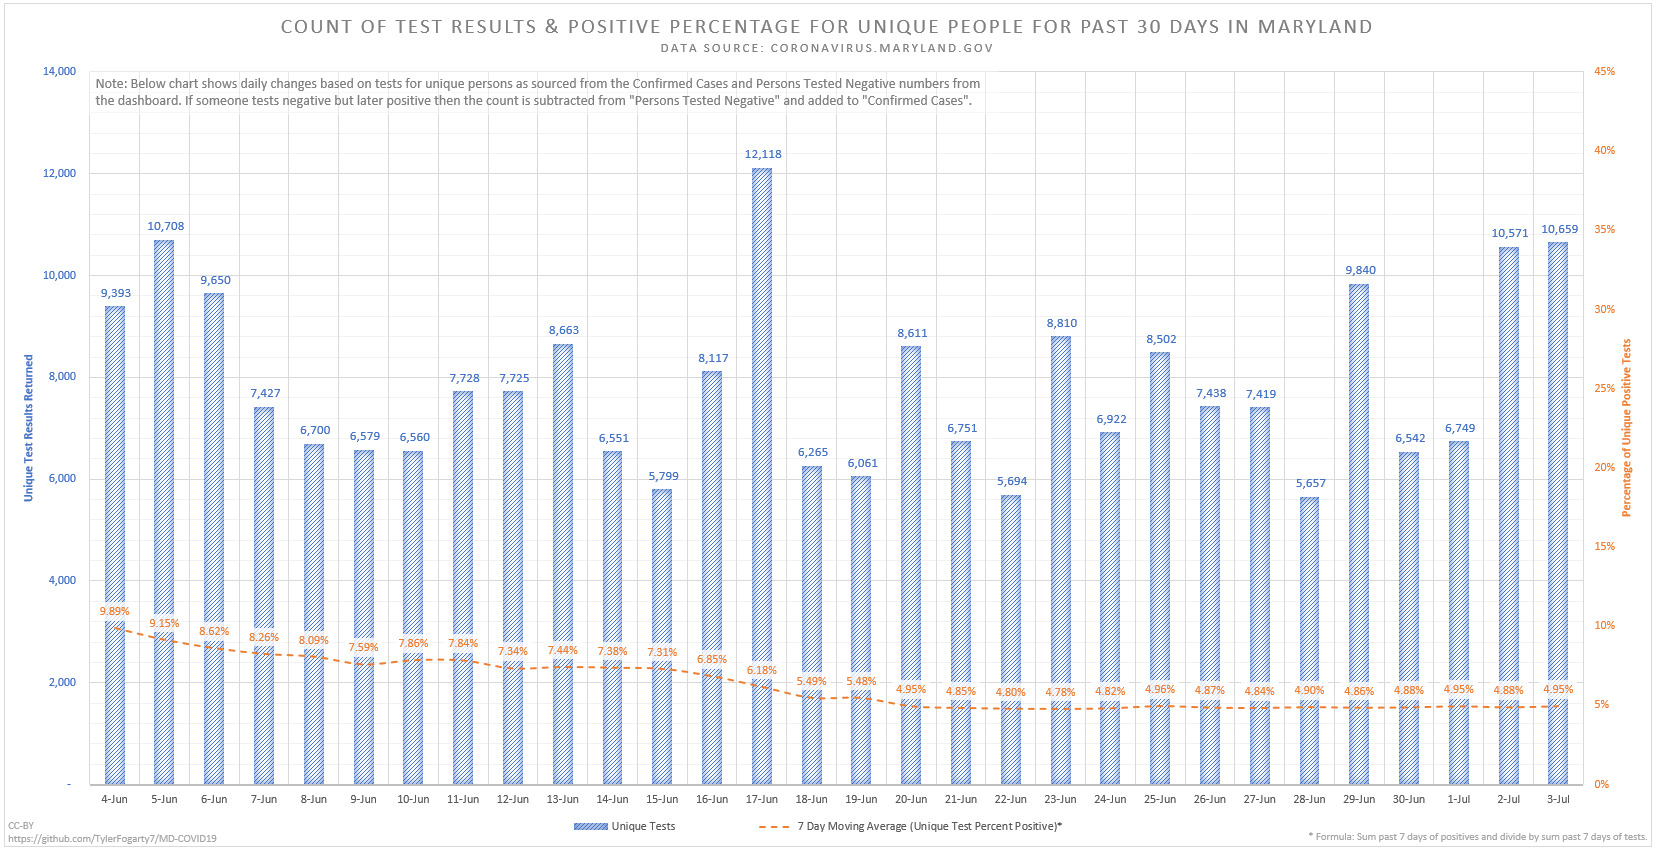 COUNT OF TEST RESULTS & POSITIVE PERCENTAGE FOR UNIQUE PEOPLE FOR PAST 30 DAYS IN MARYLAND
DATA SOURCE: CORONAVIRUS.MARYLAND.GOV
Note: Below chart shows daily changes based on tests for unique persons as sourced from the Confirmed Cases and Persons Tested Negative numbers from
the dashboard. If someone tests negative but later positive then the count is subtracted from "Persons Tested Negative" and added to "Confirmed Cases".
Unique Test Results Returned
14,000
12,000
10,000
8,000
6,000
4,000
2,000
-
9,393 10,708 9,650 7,427 6,700 6,579 6,560 7,728 7,725 8,663 6,551 5,799 8,117 12,118 6,265 6,061 8,611 6,751 5,694 8,810 6,922 8,502 7,438 7,419 5,657 9,840 6,542 6,749 10,571 10,659
9.89% 9.15% 8.62% 8.26% 8.09% 7.59% 7.86% 7.84% 7.34% 7.44% 7.38% 7.31% 6.85% 6.18% 5.49% 5.48% 4.95% 4.85% 4.80% 4.78% 4.82% 4.96% 4.87% 4.84% 4.90% 4.86% 4.88% 4.95% 4.88% 4.95%
45%
40%
35%
30%
25%
20%
15%
10%
5%
0%
Percentage of Unique Positive Tests
4-Jun 5-Jun 6-Jun 7-Jun 8-Jun 9-Jun 10-Jun 11-Jun 12-Jun 13-Jun 14-Jun 15-Jun 16-Jun 17-Jun 18-Jun 19-Jun 20-Jun 21-Jun 22-Jun 23-Jun 24-Jun 25-Jun 26-Jun 27-Jun 28-Jun 29-Jun 30-Jun 1-Jul 2-Jul 3-Jul
Unique Tests 7 Day Moving Average (Unique Test Percent Positive)*
CC-BY
https://github.com/TylerFogarty7/MD-COVID19
* Formula: Sum past 7 days of positives and divide by sum past 7 days of tests.